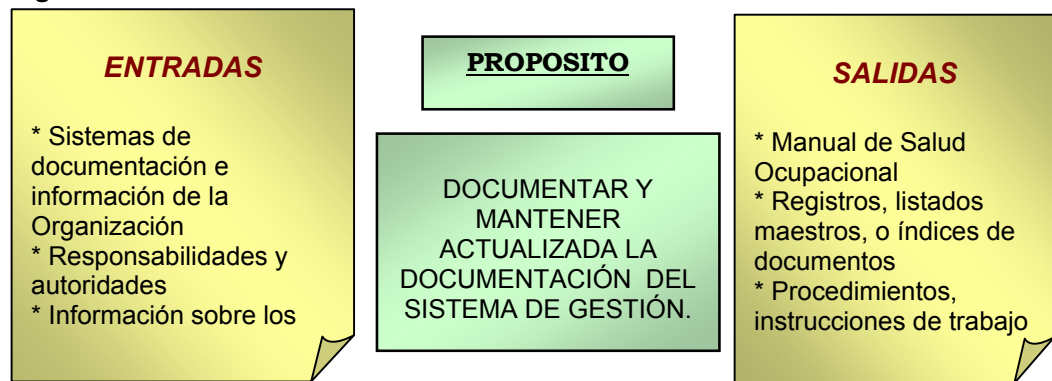 ENTRADAS
* Sistemas de
documentación e
información de la
Organización
* Responsabilidades y
autoridades
* Información sobre los
PROPOSITO
DOCUMENTAR Y
MANTENER
ACTUALIZADA LA
DOCUMENTACIÓN DEL
SISTEMA DE GESTIÓN.
SALIDAS
* Manual de Salud
Ocupacional
* Registros, listados
maestros, o índices de
documentos
* Procedimientos,
instrucciones de trabajo